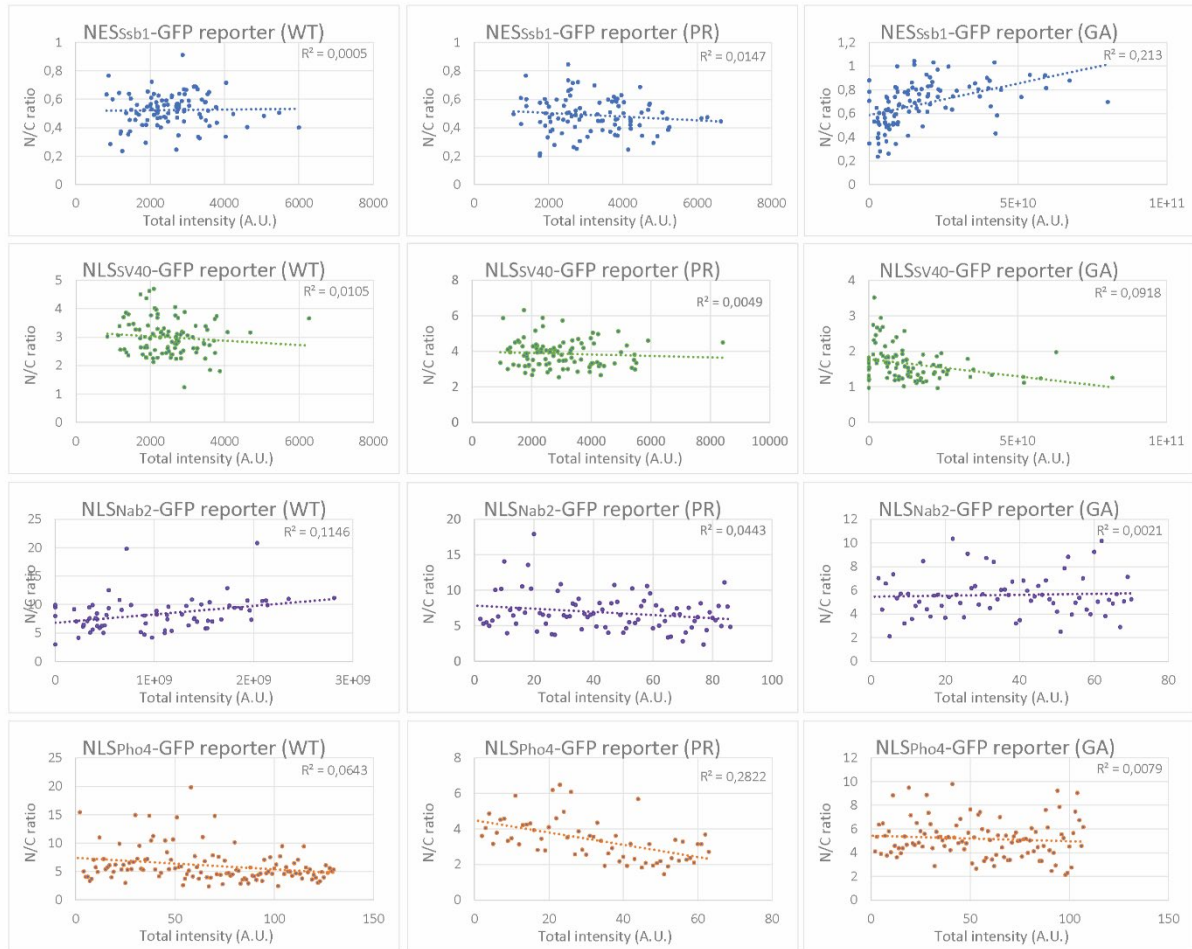 NESSsb1-GFP reporter (WT)
R² = 0,0005
N/C ratio
1
0,8
0,6
0,4
0,2
0
0 2000 4000 6000 8000
Total intensity (A.U.)
NESSsb1-GFP reporter (PR)
R² = 0,0147
N/C ratio
1
0,8
0,6
0,4
0,2
0
0 2000 4000 6000 8000
Total intensity (A.U.)
NESSsb1-GFP reporter (GA)
R² = 0,213
N/C ratio
1,2
1
0,8
0,6
0,4
0,2
0
0 5E+10 1E+11
Total intensity (A.U.)
NLSSV40-GFP reporter (WT)
R² = 0,0105
N/C ratio
5
4
3
2
1
0
0 2000 4000 6000 8000
Total intensity (A.U.)
NLSSV40-GFP reporter (PR)
R² = 0,0049
N/C ratio
8
6
4
2
0
0 2000 4000 6000 8000 10000
Total intensity (A.U.)
NLSSV40-GFP reporter (GA)
R² = 0,0918
N/C ratio
4
3
2
1
0
0 5E+10 1E+11
Total intensity (A.U.)
NLSNab2-GFP reporter (WT)
R² = 0,1146
N/C ratio
25
20
15
10
5
0
0 1E+09 2E+09 3E+09
Total intensity (A.U.)
NLSNab2-GFP reporter (PR)
R² = 0,0443
N/C ratio
20
15
10
5
0
0 20 40 60 80 100
Total intensity (A.U.)
NLSNab2-GFP reporter (GA)
R² = 0,0021
N/C ratio
12
10
8
6
4
2
0
0 20 40 60 80
Total intensity (A.U.)
NLSPho4-GFP reporter (WT)
R² = 0,0643
N/C ratio
25
20
15
10
5
0
0 50 100 150
Total intensity (A.U.)
NLSPho4-GFP reporter (PR)
R² = 0,2822
N/C ratio
8
6
4
2
0
0 20 40 60 80
Total intensity (A.U.)
NLSPho4-GFP reporter (GA)
R² = 0,0079
N/C ratio
12
10
8
6
4
2
0
0 50 100 150
Total intensity (A.U.)